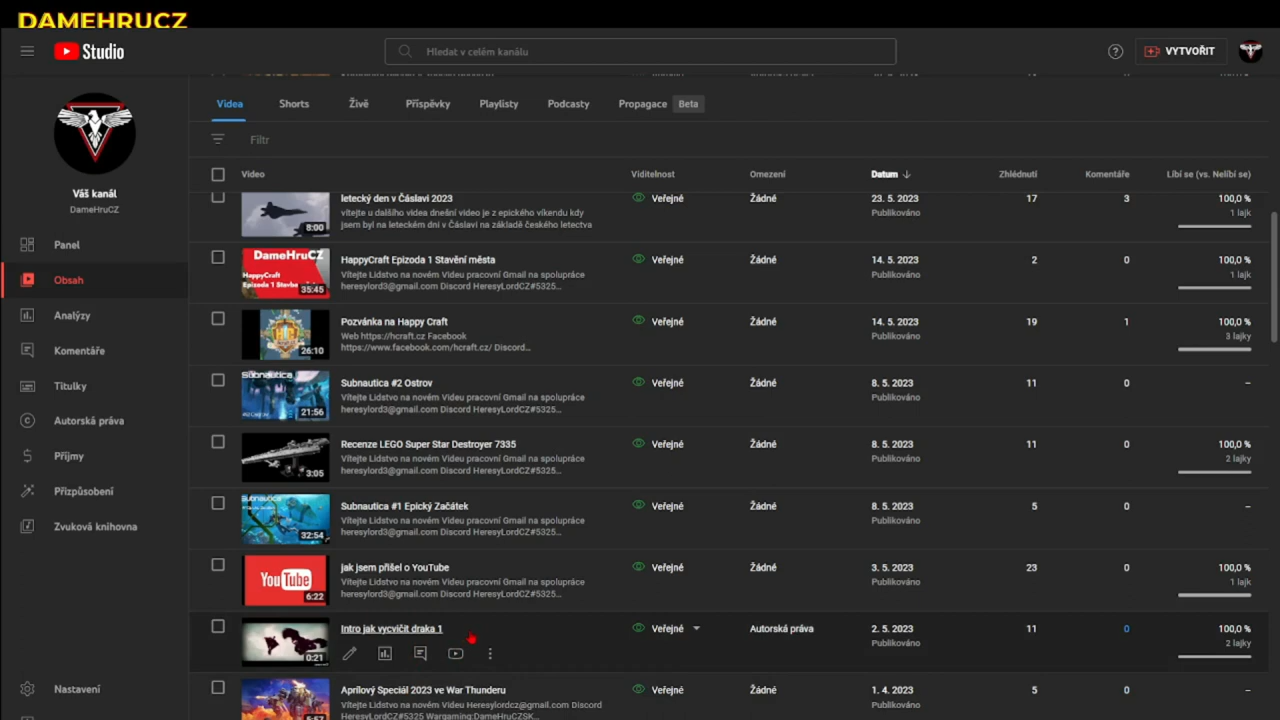 DAMEHRUCZ
Studio
Hledat v celém kanálu
VYTVOŘIT
Videa Shorts Živě Příspěvky Playlisty Podcasty Propagace Beta
Filtr
Váš kanál
DameHruCZ
Panel
Obsah
Analýzy
Komentáře
Titulky
Autorská práva
Příjmy
Přizpůsobení
Zvuková knihovna
Nastavení
Video Viditelnost Omezení Datum Zhlédnutí Komentáře Líbí se (vs. Nelíbí se)
letecký den v Čáslavi 2023 Veřejné Žádné 23. 5. 2023 17 3 100,0 %
vítejte u dalšího videa dnešní video je z epického víkendu kdy Publikováno 1 lajk
jsem byl na leteckém dni v Čáslavi na základě českého letectva
8:00
HappyCraft Epizoda 1 Stavění města Veřejné Žádné 14. 5. 2023 2 0 100,0 %
DameHruCZ
Vítejte Lidstvo na novém Videu pracovní Gmail na spolupráce Publikováno 1 lajk
HappyCraft
heresylord3@gmail.com Discord HeresyLord#5325...
35:45
Pozvánka na Happy Craft Veřejné Žádné 14. 5. 2023 19 1 100,0 %
Web https://hcraft.cz Facebook Publikováno 3 lajky
https://www.facebook.com/hcraft.cz/ Discord...
26:10
Subnautica #2 Ostrov Veřejné Žádné 8. 5. 2023 11 0 –
Subnautica
Vítejte Lidstvo na novém Videu pracovní Gmail na spolupráce Publikováno
heresylord3@gmail.com Discord HeresyLordCZ#5325...
21:56
Recenze LEGO Super Star Destroyer 7335 Veřejné Žádné 8. 5. 2023 11 0 100,0 %
Vítejte Lidstvo na novém Videu pracovní Gmail na spolupráce Publikováno 2 lajky
heresylord3@gmail.com Discord HeresyLordCZ#5325...
3:05
Subnautica #1 Epický Začátek Veřejné Žádné 8. 5. 2023 5 0 –
Subnautica
Vítejte Lidstvo na novém Videu pracovní Gmail na spolupráce Publikováno
heresylord3@gmail.com Discord HeresyLordCZ#5325...
32:54
jak jsem přišel o YouTube Veřejné Žádné 3. 5. 2023 23 0 100,0 %
YouTube
Vítejte Lidstvo na novém Videu pracovní Gmail na spolupráce Publikováno 1 lajk
heresylord3@gmail.com Discord HeresyLordCZ#5325...
6:22
Intro jak vycvičit draka 1 Veřejné Autorská práva 2. 5. 2023 11 0 100,0 %
Publikováno 2 lajky
0:21
Aprílový Speciál 2023 ve War Thunderu Veřejné Žádné 1. 4. 2023 5 0 –
Vítejte Lidstvo na novém Videu Heresylordcz@gmail.com Discord Publikováno
HeresyLordCZ#5325 Wargaming:DameHruCZSK...
5:57